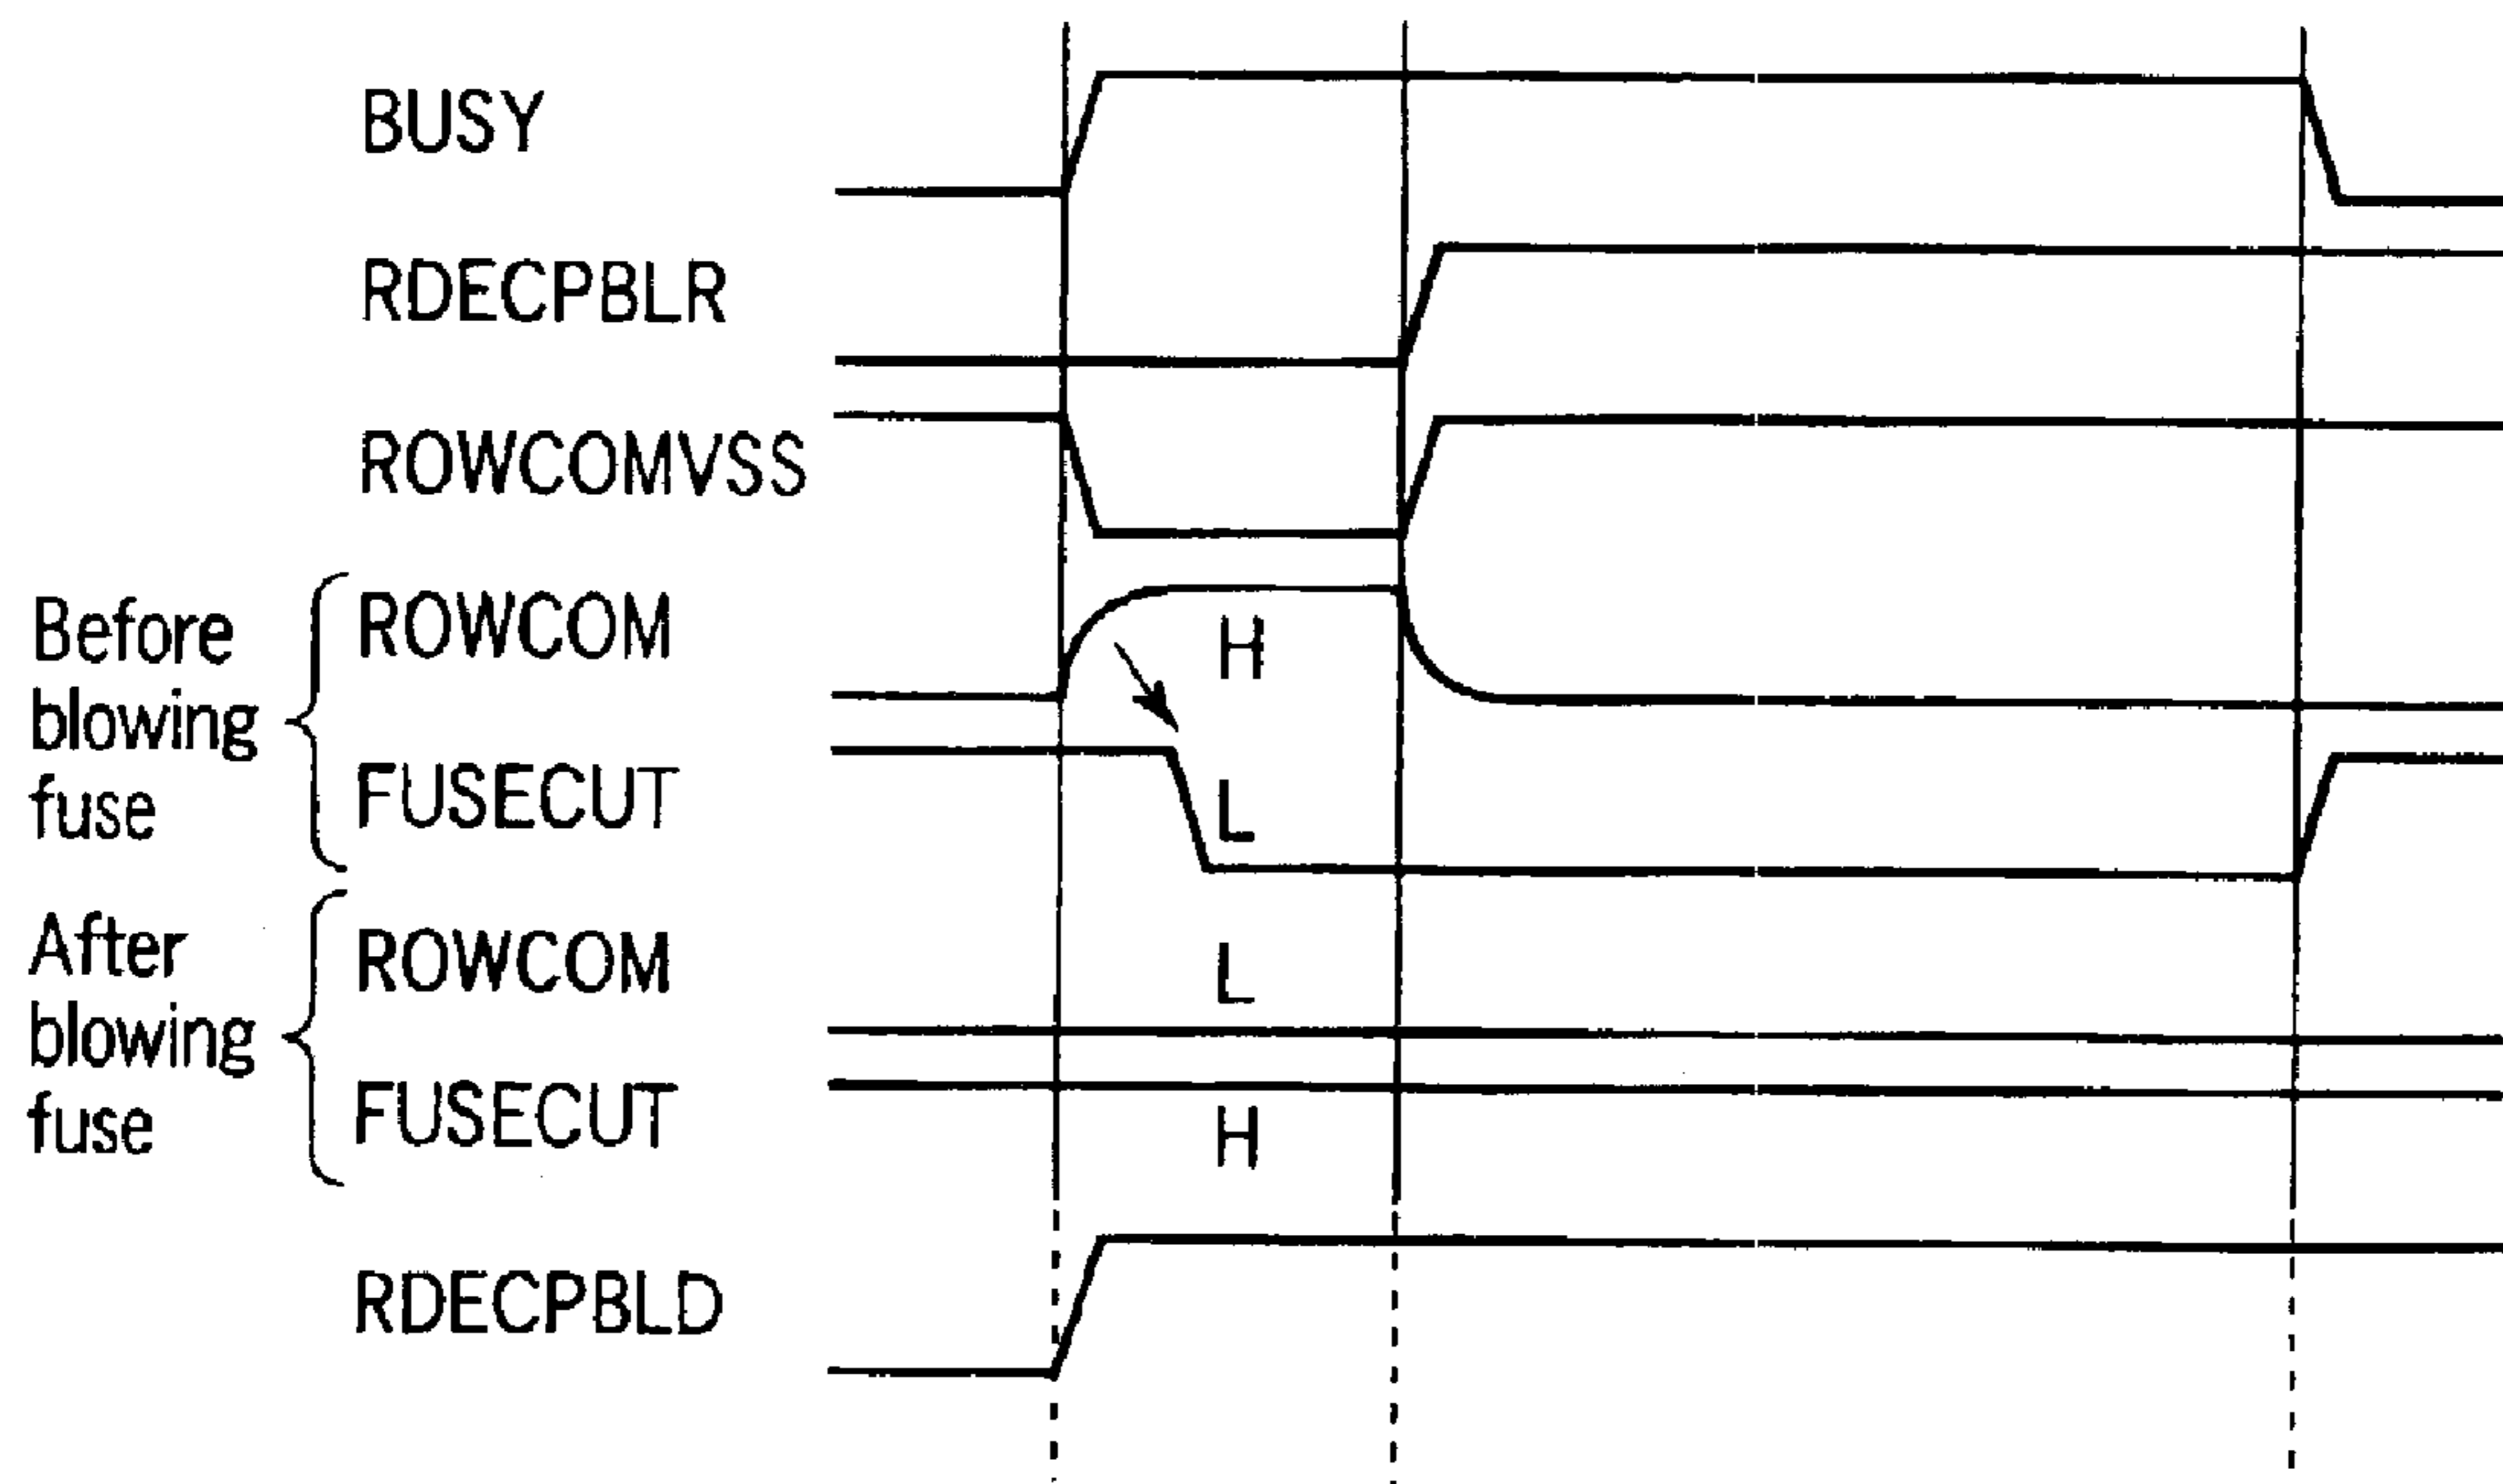 BUSY
RDECPBLR
ROWCOMVSS
Before
blowing
fuse
ROWCOM
H
FUSECUT
L
After
blowing
fuse
ROWCOM
L
FUSECUT
H
RDECPBLD